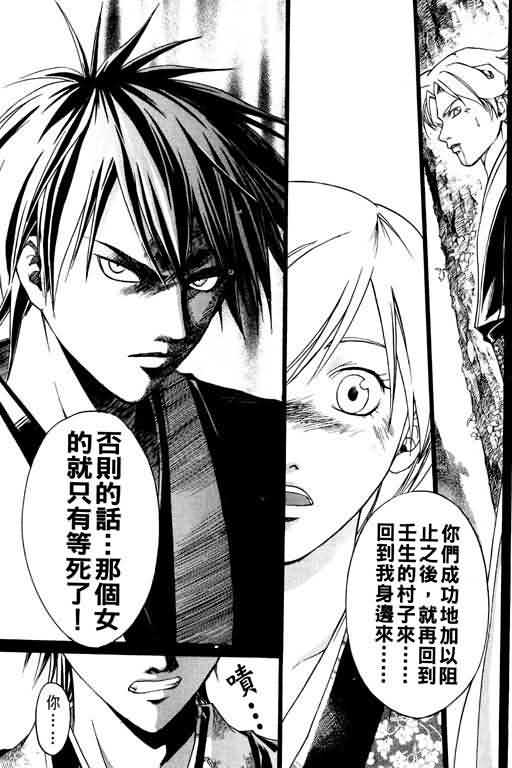 你們成功地加以阻
止之後，就再回到
壬生的村子來……
回到我身邊來……
否則的話…那個女
的就只有等死了！
嘖…
你…